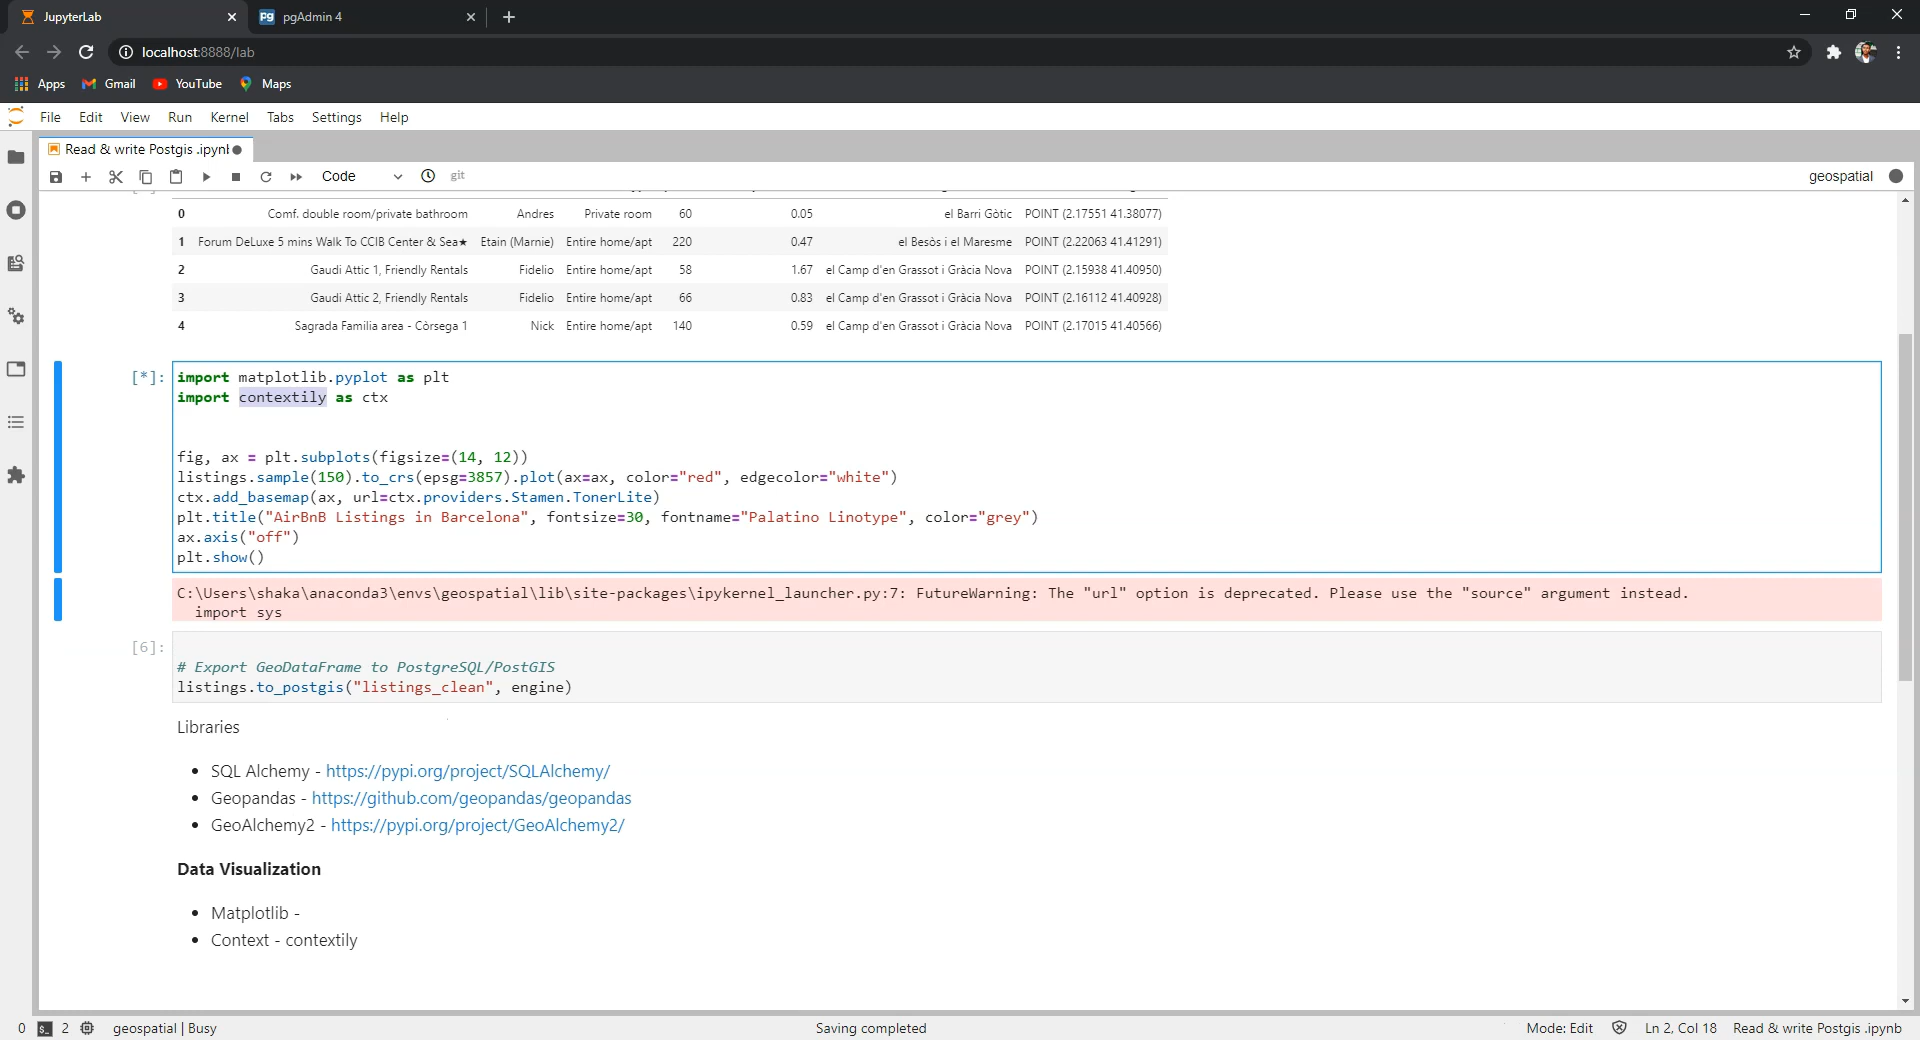 JupyterLab
pgAdmin 4
localhost:8888/lab
Apps Gmail YouTube Maps
File Edit View Run Kernel Tabs Settings Help
Read & write Postgis .ipynb
Code git geospatial
0 Comf. double room/private bathroom Andres Private room 60 0.05 el Barri Gòtic POINT (2.17551 41.38077)
1 Forum DeLuxe 5 mins Walk To CCIB Center & Sea★ Etain (Marnie) Entire home/apt 220 0.47 el Besòs i el Maresme POINT (2.22063 41.41291)
2 Gaudi Attic 1, Friendly Rentals Fidelio Entire home/apt 58 1.67 el Camp d'en Grassot i Gràcia Nova POINT (2.15938 41.40950)
3 Gaudi Attic 2, Friendly Rentals Fidelio Entire home/apt 66 0.83 el Camp d'en Grassot i Gràcia Nova POINT (2.16112 41.40928)
4 Sagrada Familia area - Còrsega 1 Nick Entire home/apt 140 0.59 el Camp d'en Grassot i Gràcia Nova POINT (2.17015 41.40566)
[*]: import matplotlib.pyplot as plt
import contextily as ctx
fig, ax = plt.subplots(figsize=(14, 12))
listings.sample(150).to_crs(epsg=3857).plot(ax=ax, color="red", edgecolor="white")
ctx.add_basemap(ax, url=ctx.providers.Stamen.TonerLite)
plt.title("AirBnB Listings in Barcelona", fontsize=30, fontname="Palatino Linotype", color="grey")
ax.axis("off")
plt.show()
C:\Users\shaka\anaconda3\envs\geospatial\lib\site-packages\ipykernel_launcher.py:7: FutureWarning: The "url" option is deprecated. Please use the "source" argument instead.
import sys
[6]:
# Export GeoDataFrame to PostgreSQL/PostGIS
listings.to_postgis("listings_clean", engine)
Libraries
• SQL Alchemy - https://pypi.org/project/SQLAlchemy/
• Geopandas - https://github.com/geopandas/geopandas
• GeoAlchemy2 - https://pypi.org/project/GeoAlchemy2/
Data Visualization
• Matplotlib -
• Context - contextily
0 2 geospatial | Busy Saving completed Mode: Edit Ln 2, Col 18 Read & write Postgis .ipynb